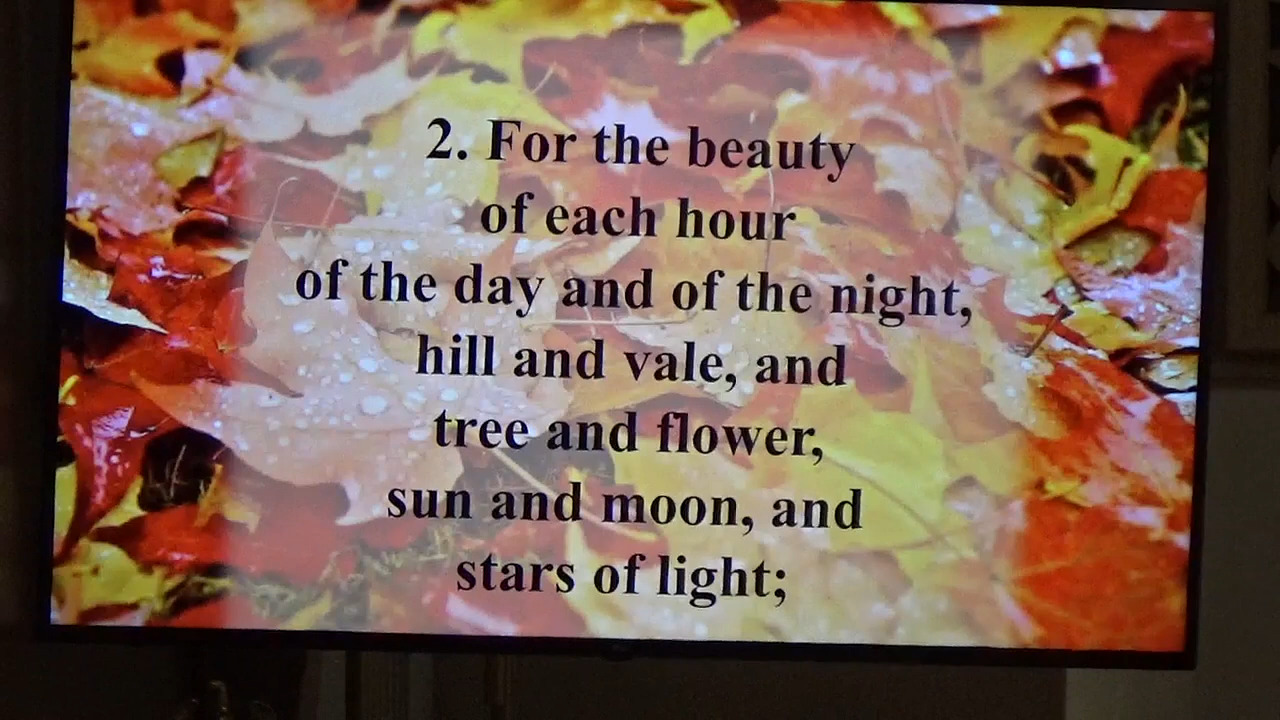 2. For the beauty
of each hour
of the day and of the night,
hill and vale, and
tree and flower,
sun and moon, and
stars of light;